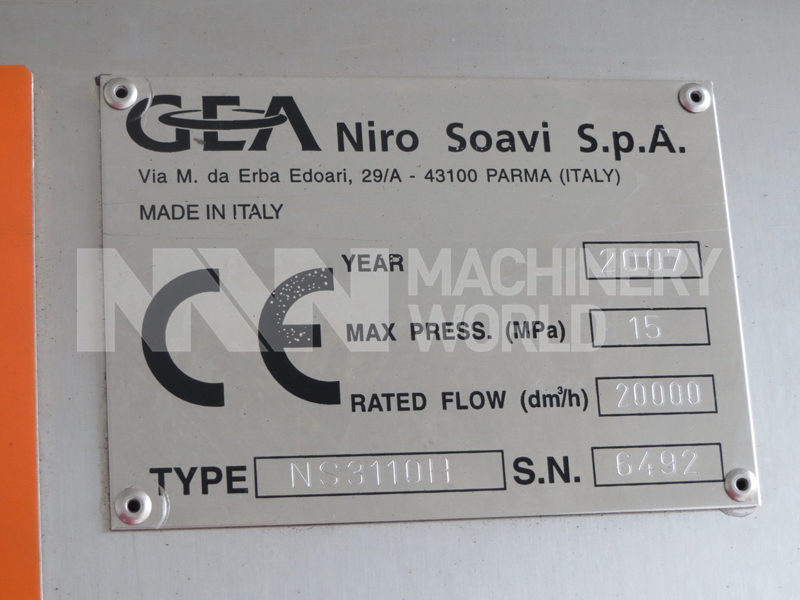 GEA Niro Soavi S.p.A.
Via M. da Erba Edoari, 29/A - 43100 PARMA (ITALY)
MADE IN ITALY
CE
YEAR 2007
MAX PRESS. (MPa) 15
RATED FLOW (dm³/h) 20000
TYPE NS3110H S.N. 6492
MACHINERY
WORLD